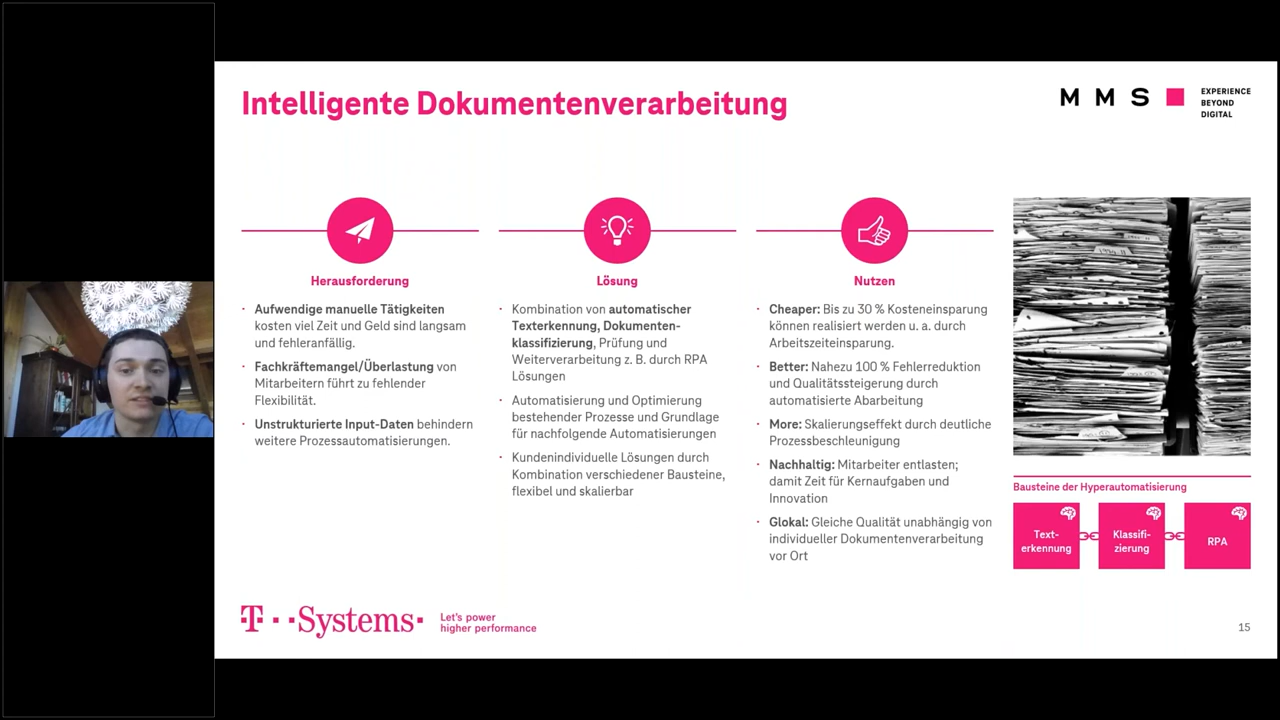 Intelligente Dokumentenverarbeitung
M M S
EXPERIENCE
BEYOND
DIGITAL
Herausforderung
· Aufwendige manuelle Tätigkeiten
kosten viel Zeit und Geld sind langsam
und fehleranfällig.
· Fachkräftemangel/Überlastung von
Mitarbeitern führt zu fehlender
Flexibilität.
· Unstrukturierte Input-Daten behindern
weitere Prozessautomatisierungen.
Lösung
· Kombination von automatischer
Texterkennung, Dokumenten-
klassifizierung, Prüfung und
Weiterverarbeitung z. B. durch RPA
Lösungen
· Automatisierung und Optimierung
bestehender Prozesse und Grundlage
für nachfolgende Automatisierungen
· Kundenindividuelle Lösungen durch
Kombination verschiedener Bausteine,
flexibel und skalierbar
Nutzen
· Cheaper: Bis zu 30 % Kosteneinsparung
können realisiert werden u. a. durch
Arbeitszeiteinsparung.
· Better: Nahezu 100 % Fehlerreduktion
und Qualitätssteigerung durch
automatisierte Abarbeitung
· More: Skalierungseffekt durch deutliche
Prozessbeschleunigung
· Nachhaltig: Mitarbeiter entlasten;
damit Zeit für Kernaufgaben und
Innovation
· Glokal: Gleiche Qualität unabhängig von
individueller Dokumentenverarbeitung
vor Ort
Bausteine der Hyperautomatisierung
Text-
erkennung
Klassifi-
zierung
RPA
T · · Systems ·
Let's power
higher performance
15